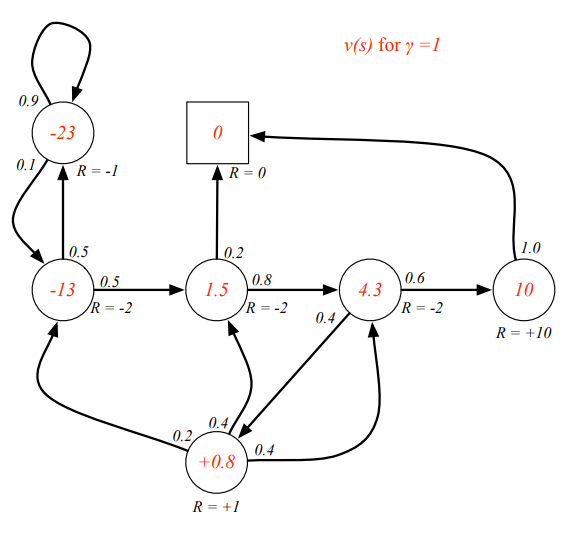 v(s) for γ =1
0.9
-23
0
0.1
R = -1
R = 0
0.5
0.2
1.0
-13
0.5
1.5
0.8
4.3
0.6
10
R = -2
R = -2
0.4
R = -2
R = +10
0.2
0.4
+0.8
0.4
R = +1